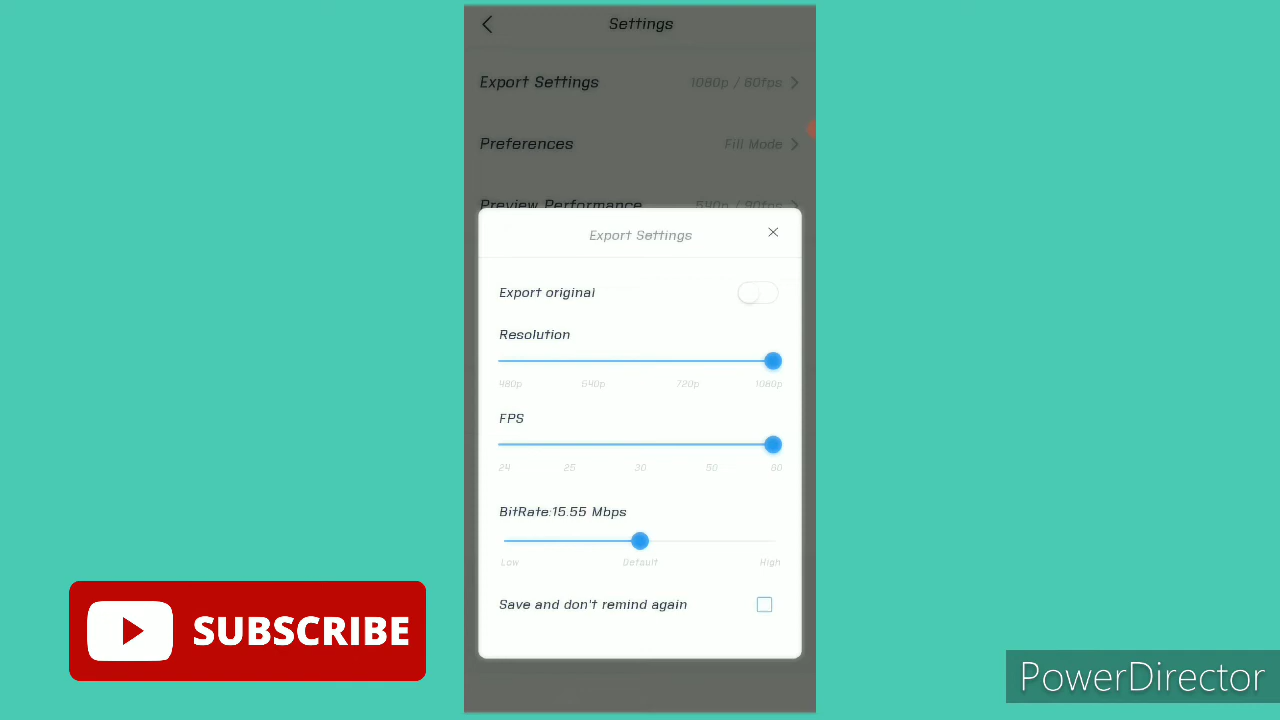 Settings
Export Settings 1080p / 60fps
Preferences Fill Mode
Preview Performance 540p / 90fps
Export Settings
Export original
Resolution
480p 640p 720p 1080p
FPS
24 25 30 50 60
BitRate:15.55 Mbps
Low Default High
Save and don't remind again
SUBSCRIBE
PowerDirector